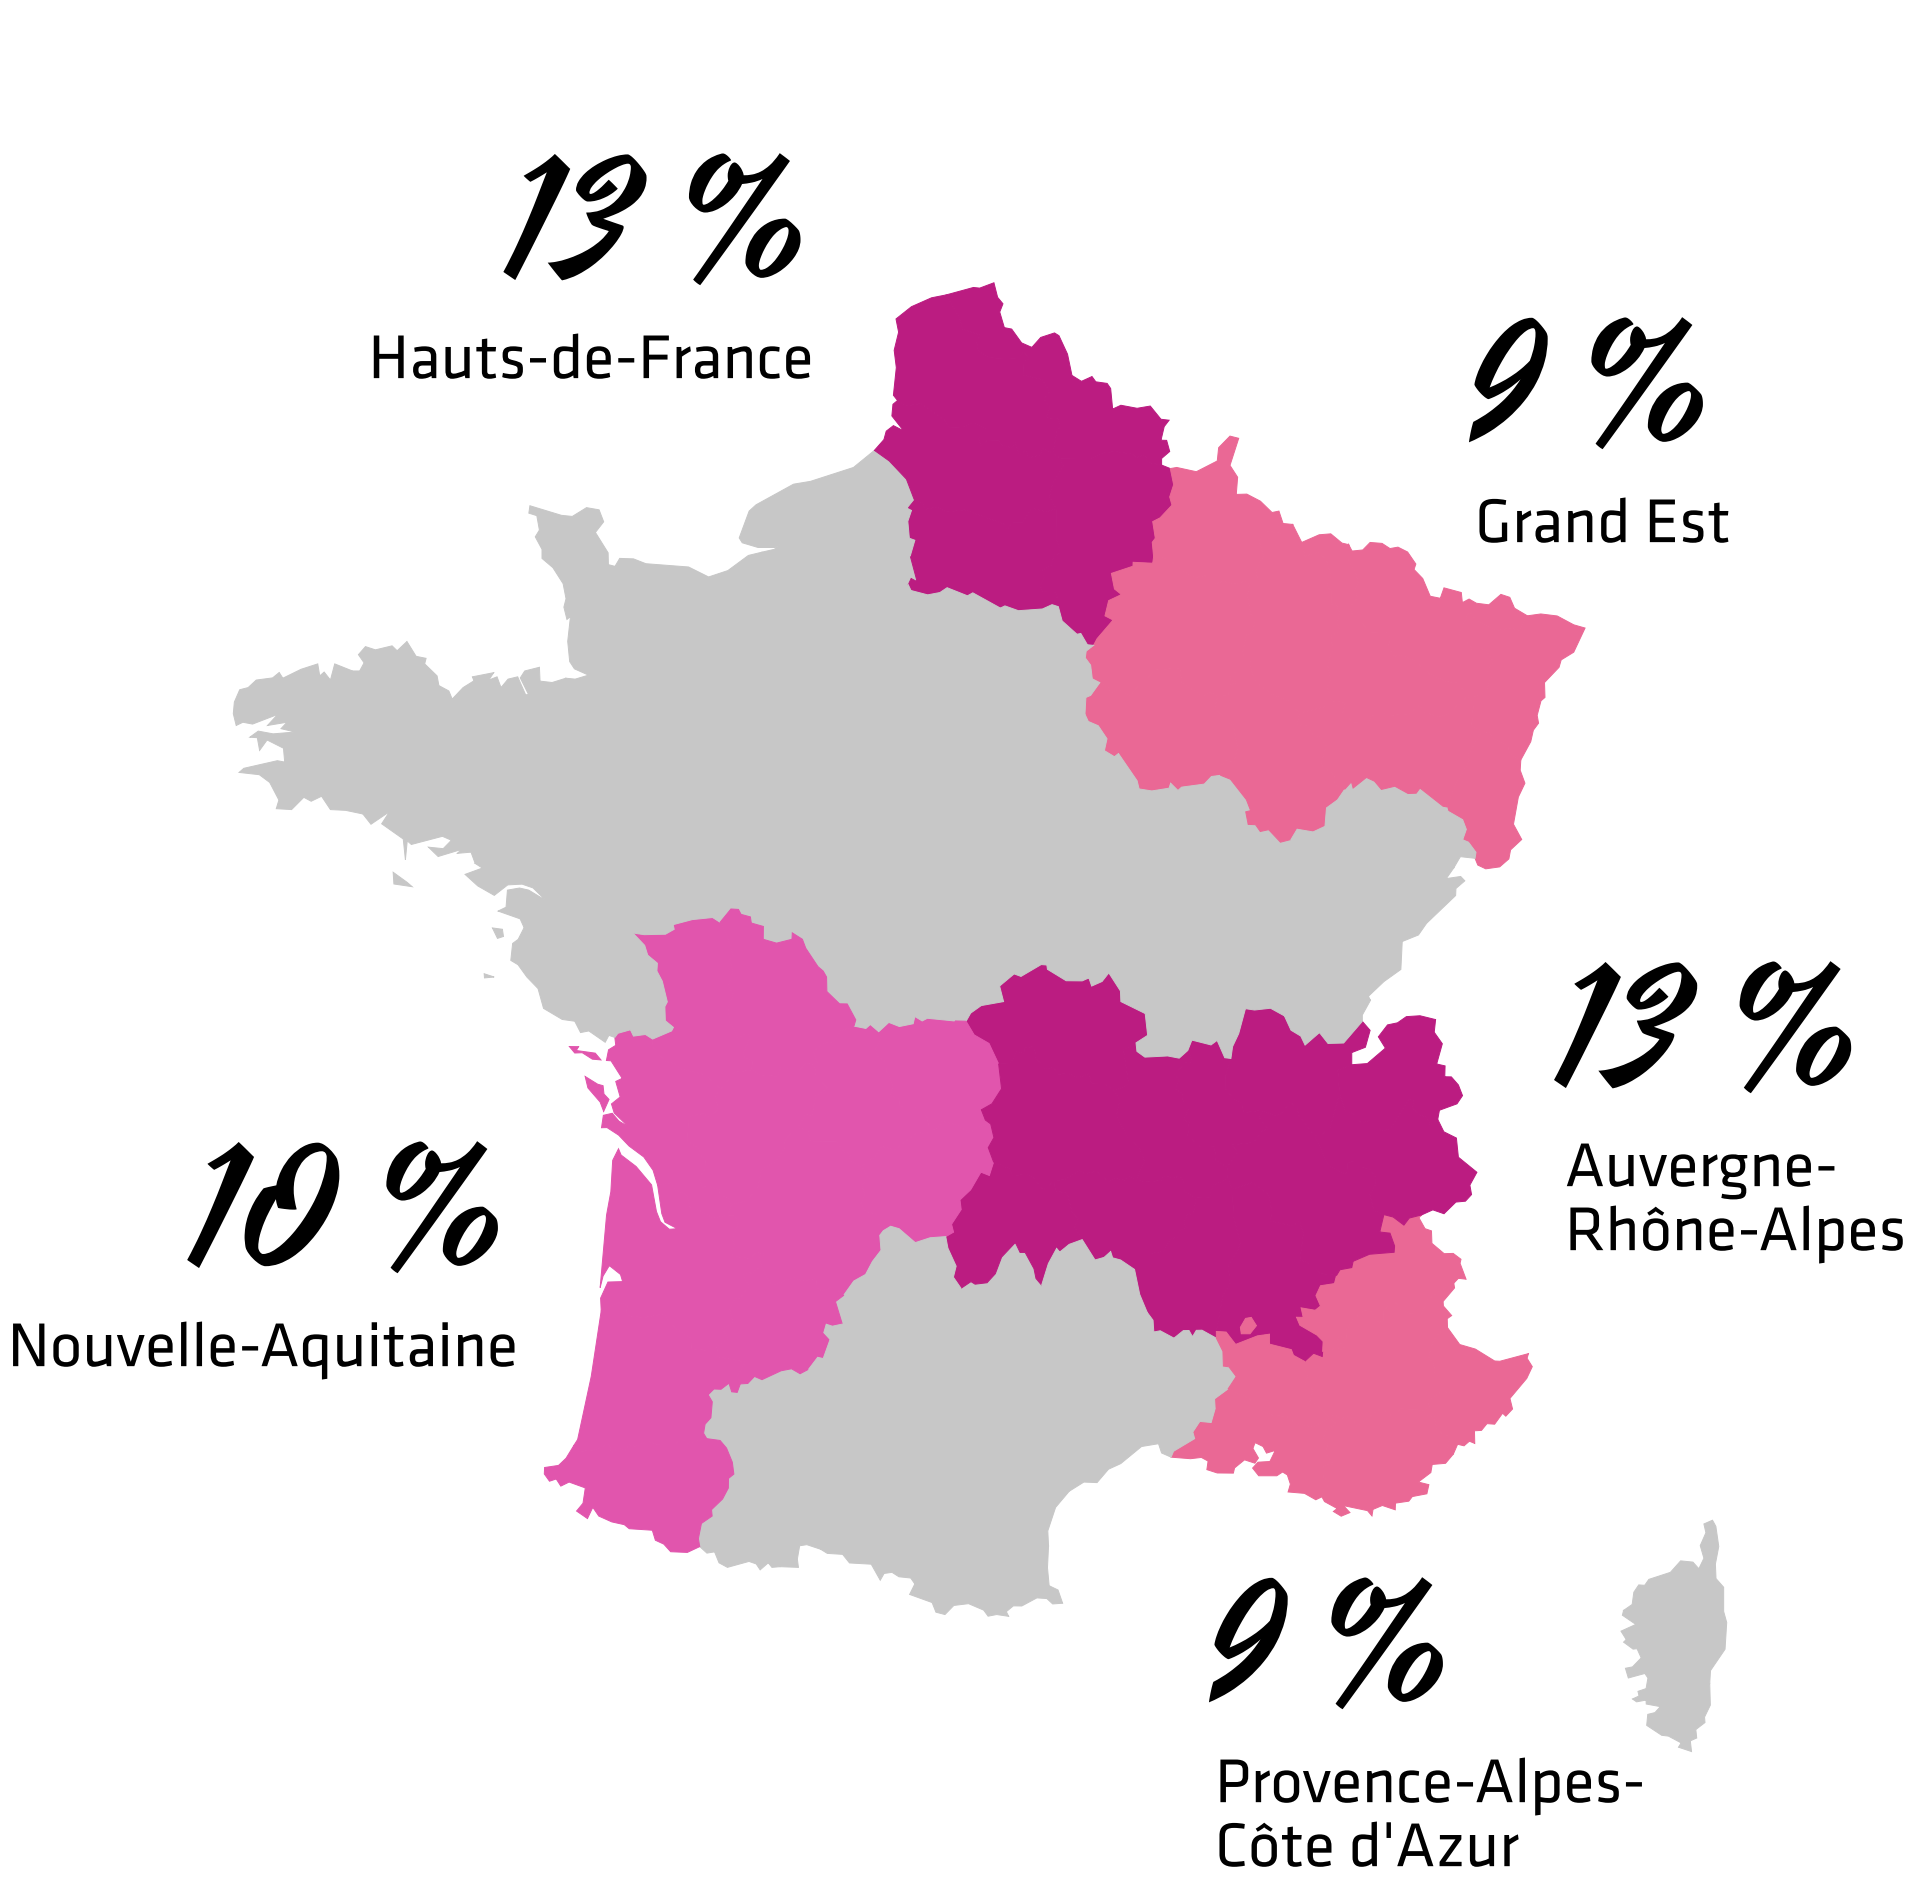 13 %
Hauts-de-France
9 %
Grand Est
13 %
Auvergne-
Rhône-Alpes
10 %
Nouvelle-Aquitaine
9 %
Provence-Alpes-
Côte d'Azur